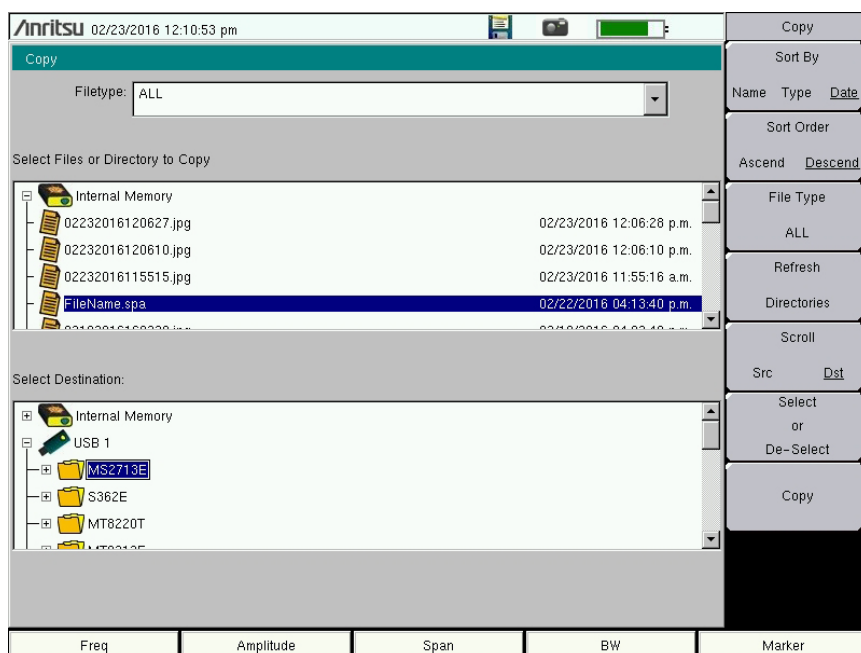 /Inritsu 02/23/2016 12:10:53 pm
Copy
Filetype: ALL
Select Files or Directory to Copy
Internal Memory
02232016120627.jpg 02/23/2016 12:06:28 p.m.
02232016120610.jpg 02/23/2016 12:06:10 p.m.
02232016115515.jpg 02/23/2016 11:55:16 a.m.
FileName.spa 02/22/2016 04:13:40 p.m.
Select Destination:
Internal Memory
USB 1
MS2713E
S362E
MT8220T
Copy
Sort By
Name Type Date
Sort Order
Ascend Descend
File Type
ALL
Refresh
Directories
Scroll
Src Dst
Select
or
De-Select
Copy
Freq Amplitude Span BW Marker